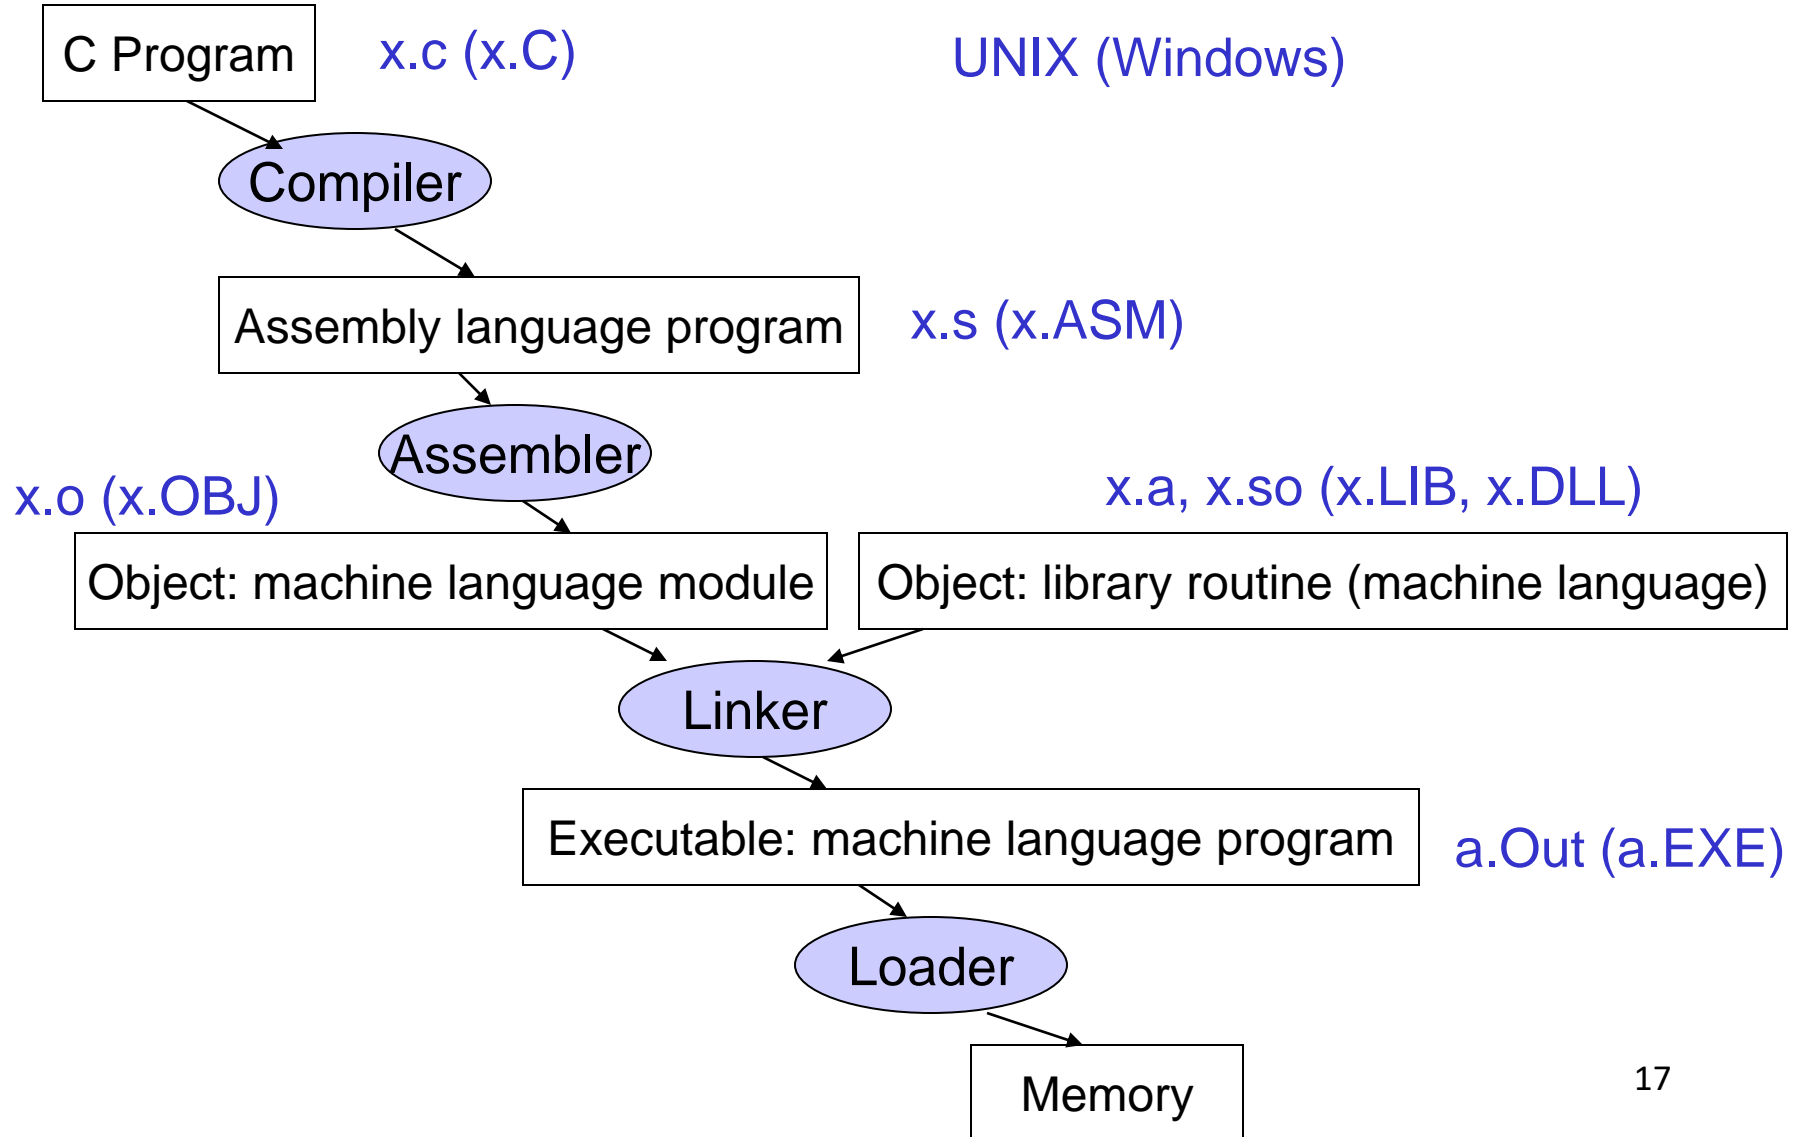 C Program
x.c (x.C)
UNIX (Windows)
Compiler
Assembly language program
x.s (x.ASM)
Assembler
x.o (x.OBJ)
x.a, x.so (x.LIB, x.DLL)
Object: machine language module
Object: library routine (machine language)
Linker
Executable: machine language program
a.Out (a.EXE)
Loader
Memory
17